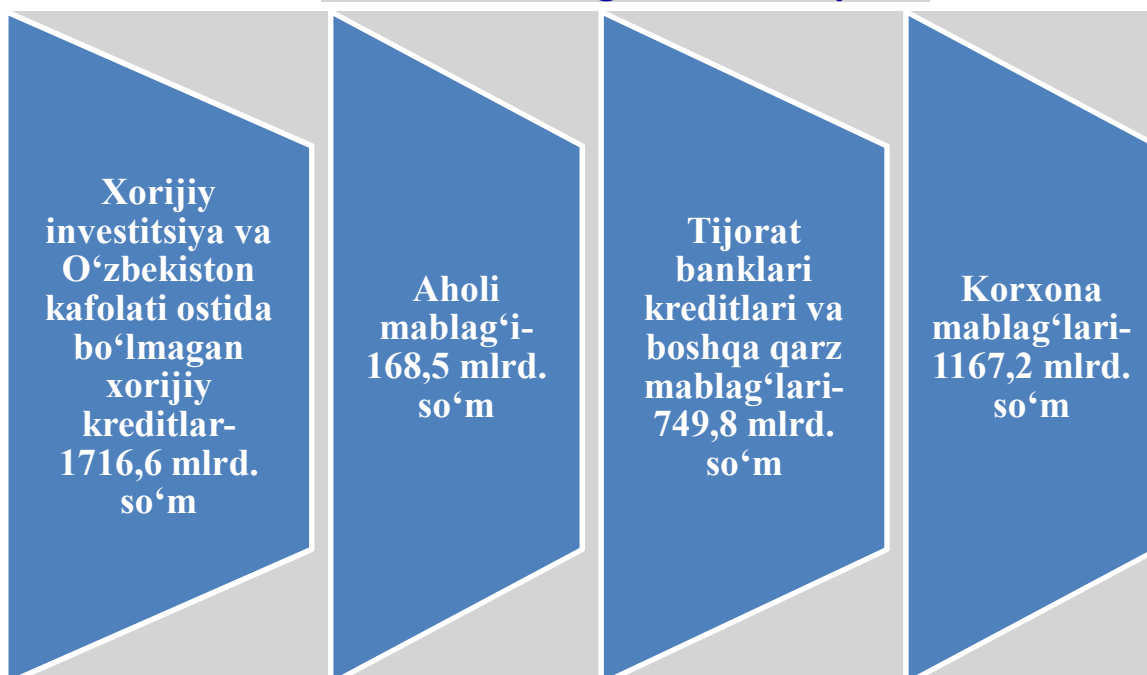 Xorijiy
investitsiya va
O‘zbekiston
kafolati ostida
bo‘lmagan
xorijiy
kreditlar-
1716,6 mlrd.
so‘m
Aholi
mablag‘i-
168,5 mlrd.
so‘m
Tijorat
banklari
kreditlari va
boshqa qarz
mablag‘lari-
749,8 mlrd.
so‘m
Korxona
mablag‘lari-
1167,2 mlrd.
so‘m